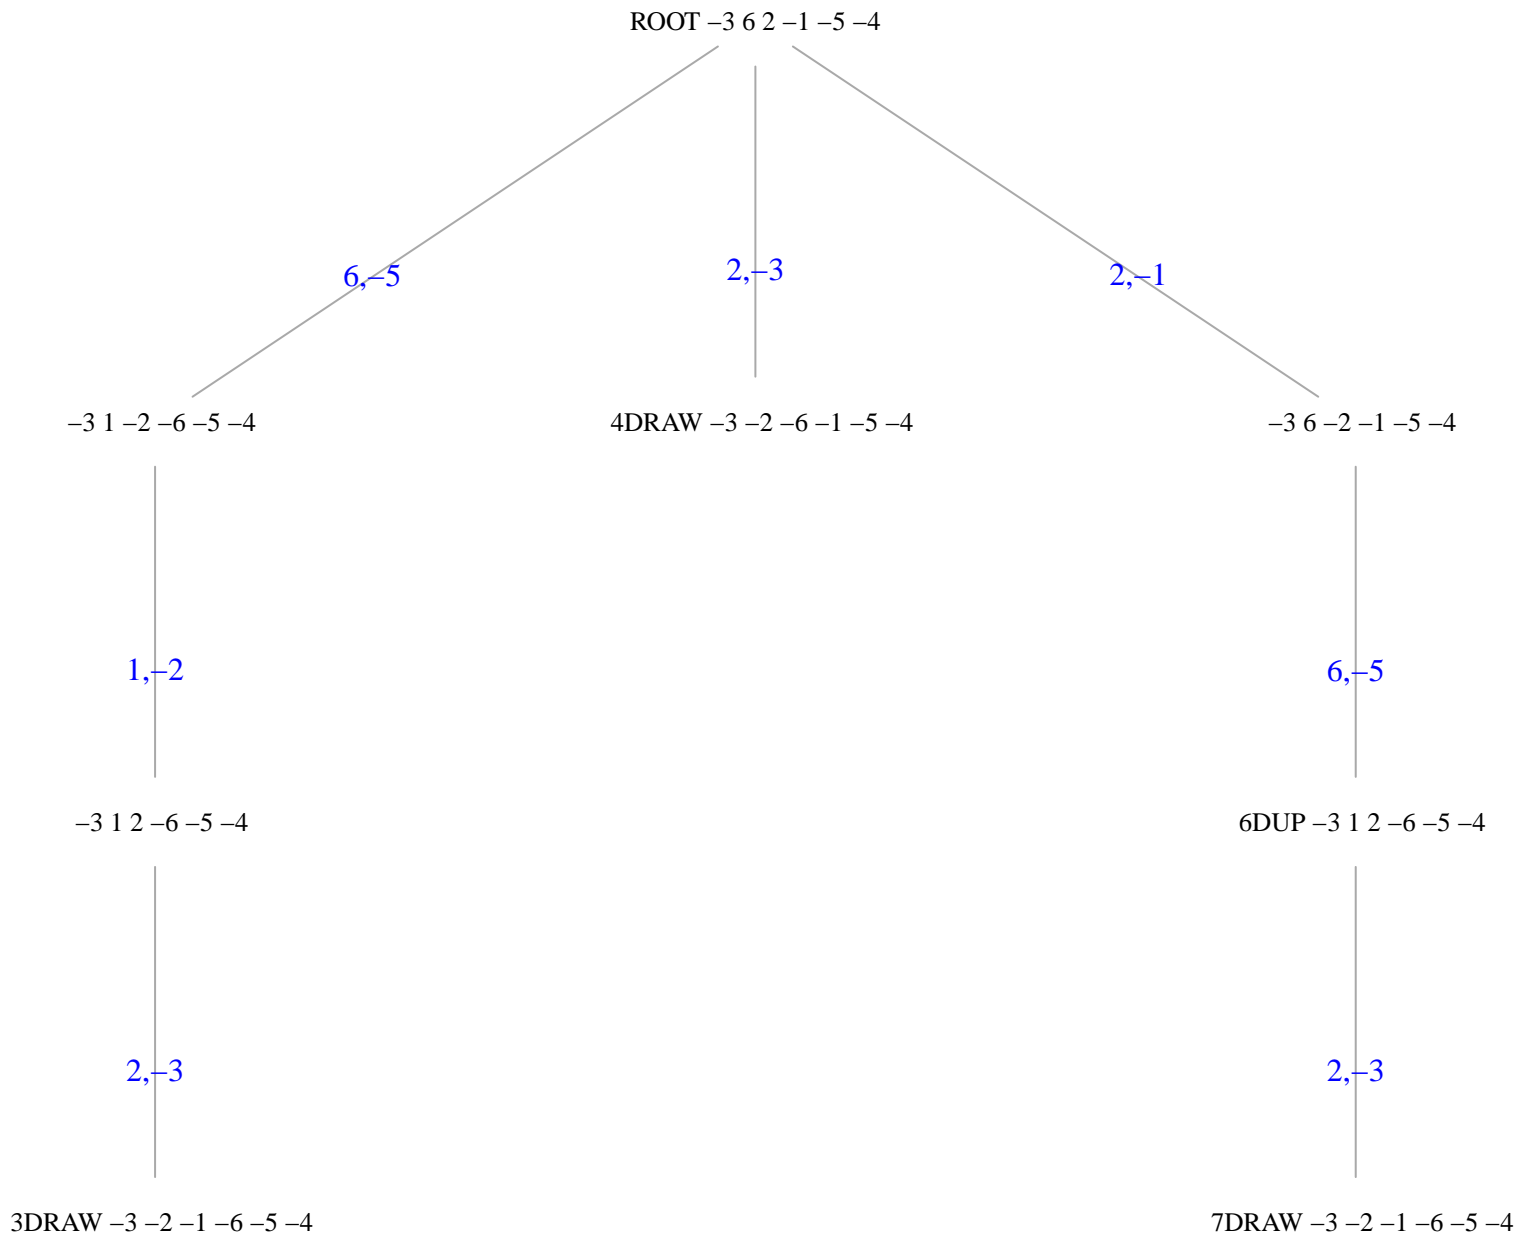 ROOT –3 6 2 –1 –5 –4
6,–5
2,–3
2,–1
–3 1 –2 –6 –5 –4
4DRAW –3 –2 –6 –1 –5 –4
–3 6 –2 –1 –5 –4
1,–2
6,–5
–3 1 2 –6 –5 –4
6DUP –3 1 2 –6 –5 –4
2,–3
2,–3
3DRAW –3 –2 –1 –6 –5 –4
7DRAW –3 –2 –1 –6 –5 –4